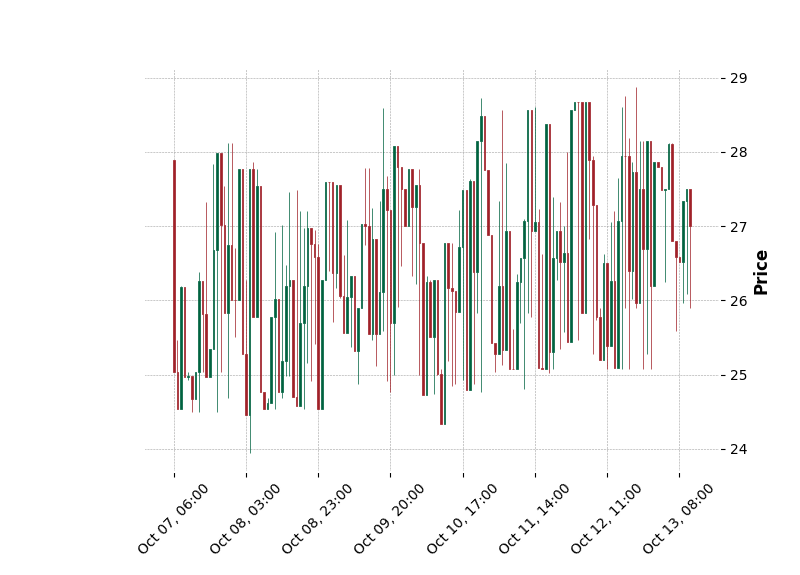 29
28
27
26
25
24
Price
Oct 07, 06:00
Oct 08, 03:00
Oct 08, 23:00
Oct 09, 20:00
Oct 10, 17:00
Oct 11, 14:00
Oct 12, 11:00
Oct 13, 08:00